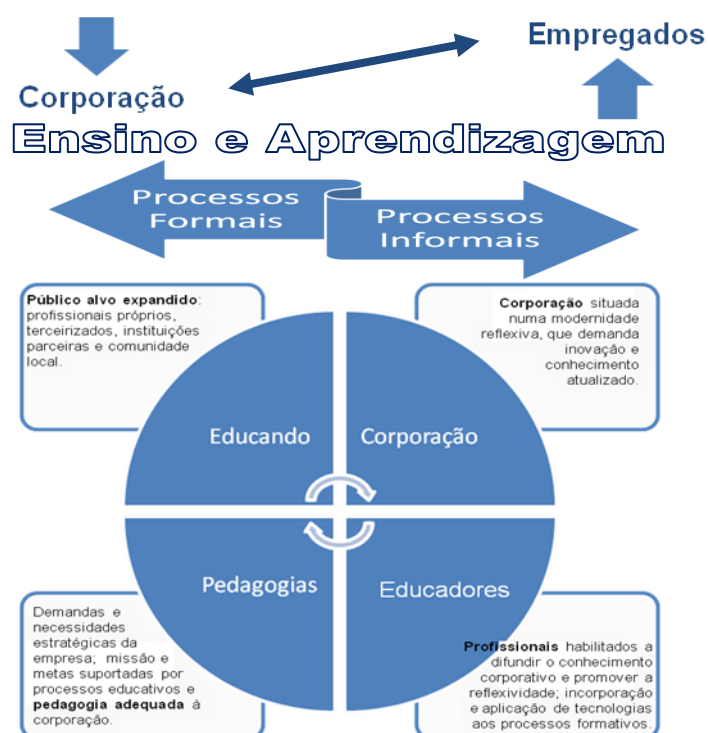 Empregados
Corporação
Ensino e Aprendizagem
Processos
Formais
Processos
Informais
Público alvo expandido:
profissionais próprios,
terceirizados, instituições
parceiras e comunidade
local.
Corporação situada
numa modernidade
reflexiva, que demanda
inovação e
conhecimento
atualizado.
Educando
Corporação
Pedagogias
Educadores
Demandas e
necessidades
estratégicas da
empresa; missão e
metas suportadas por
processos educativos e
pedagogia adequada à
corporação.
Profissionais habilitados a
difundir o conhecimento
corporativo e promover a
reflexividade; incorporação
e aplicação de tecnologias
aos processos formativos.